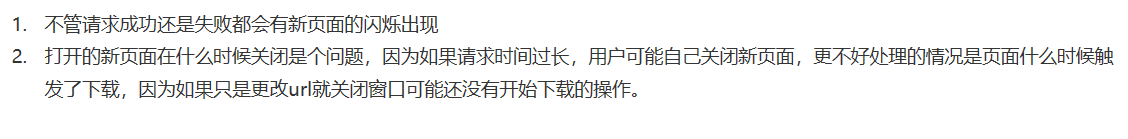 1. 不管请求成功还是失败都会有新页面的闪烁出现
2. 打开的新页面在什么时候关闭是个问题，因为如果请求时间过长，用户可能自己关闭新页面，更不好处理的情况是页面什么时候触
发了下载，因为如果只是更改url就关闭窗口可能还没有开始下载的操作。